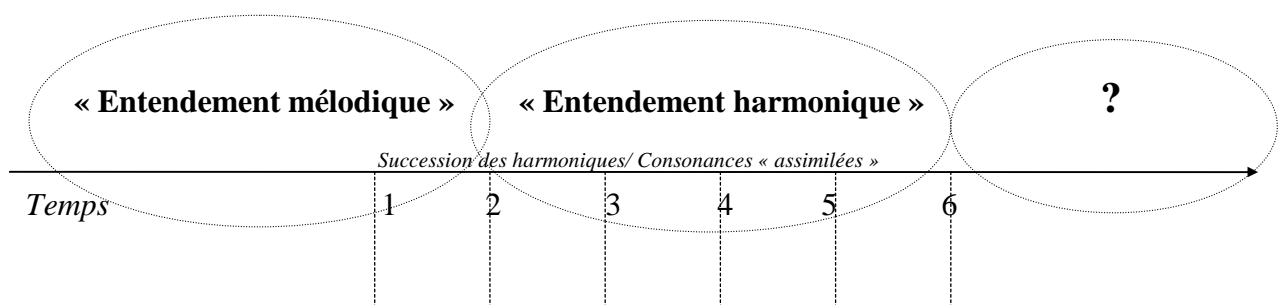 « Entendement mélodique » « Entendement harmonique » ?
Succession des harmoniques/ Consonances « assimilées »
Temps 1 2 3 4 5 6